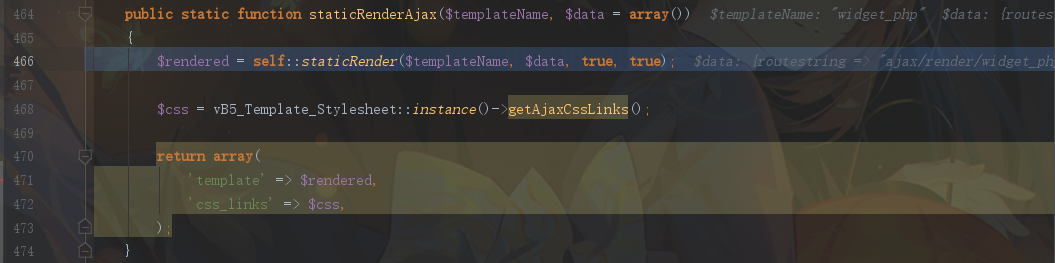 464 public static function staticRenderAjax($templateName, $data = array()) $templateName: "widget_php" $data: {routes
465 {
466 $rendered = self::staticRender($templateName, $data, true, true); $data: {routestring => "ajax/render/widget_ph
467
468 $css = vB5_Template_Stylesheet::instance()->getAjaxCssLinks();
469
470 return array(
471 'template' => $rendered,
472 'css_links' => $css,
473 );
474 }